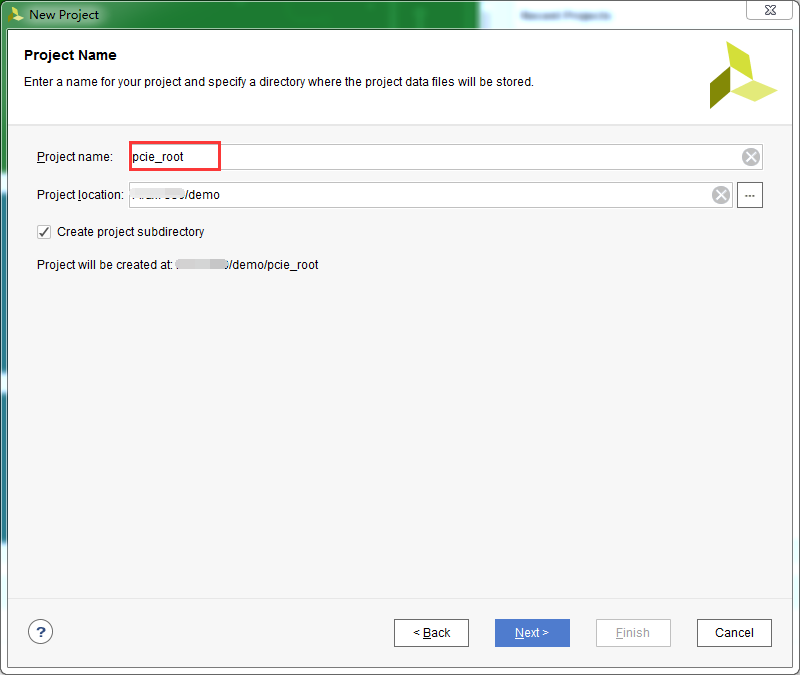 New Project
Project Name
Enter a name for your project and specify a directory where the project data files will be stored.
Project name: pcie_root
Project location: /demo
...
Create project subdirectory
Project will be created at: /demo/pcie_root
?
< Back
Next >
Finish
Cancel